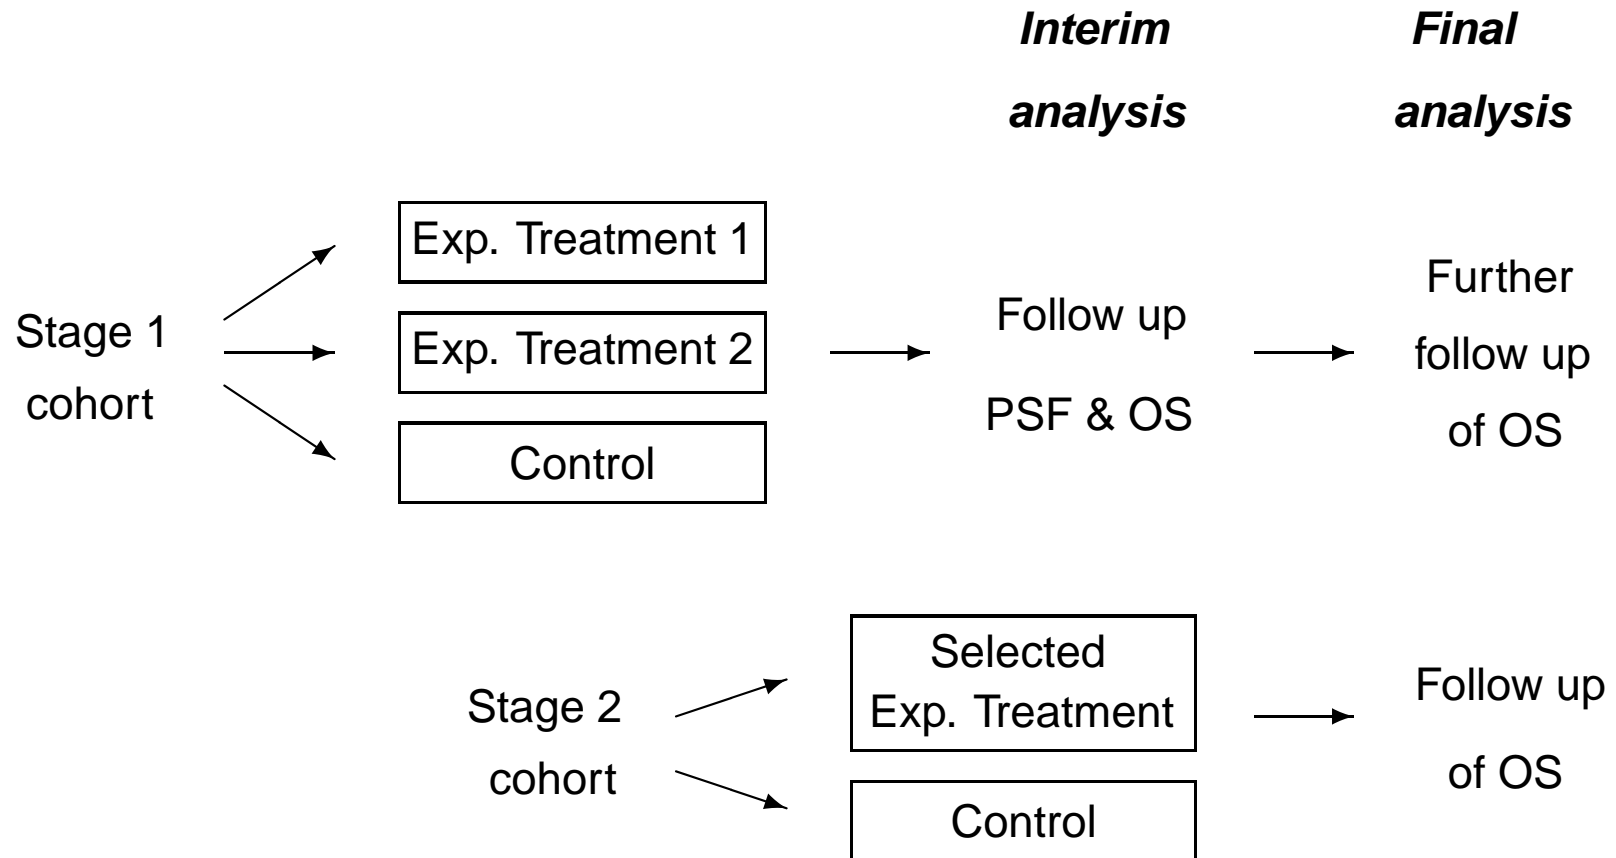 Interim
analysis
Final
analysis
Stage 1
cohort
Exp. Treatment 1
Exp. Treatment 2
Control
Follow up
PSF & OS
Further
follow up
of OS
Stage 2
cohort
Selected
Exp. Treatment
Control
Follow up
of OS